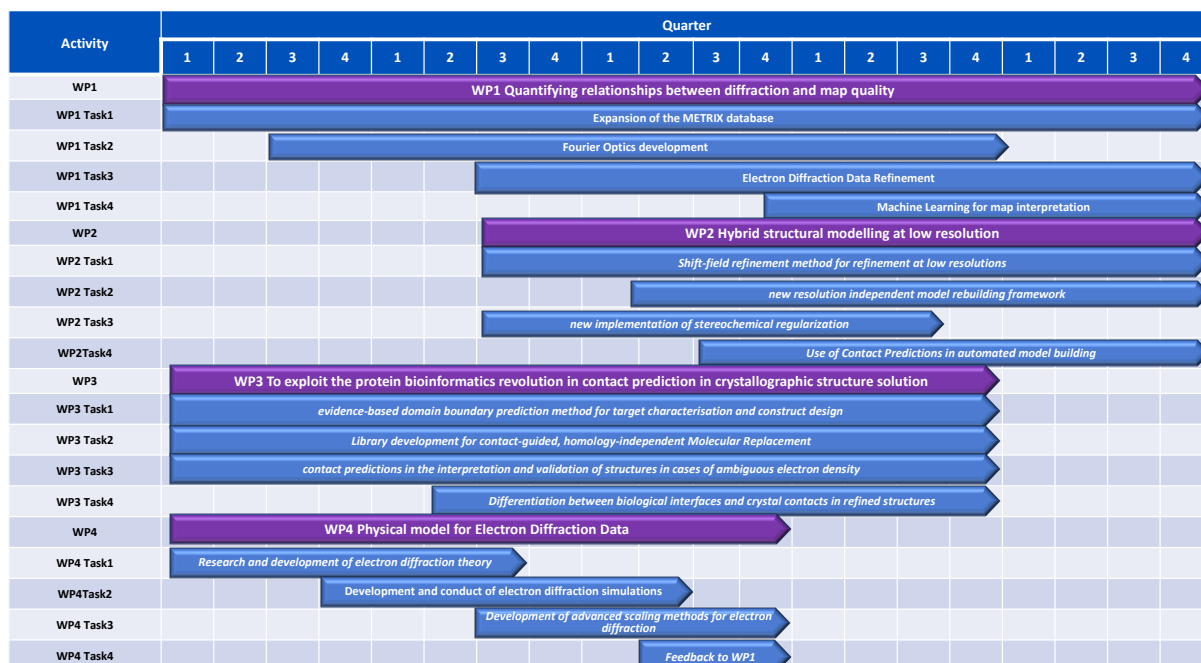 Quarter
Activity
1 2 3 4 1 2 3 4 1 2 3 4 1 2 3 4 1 2 3 4
WP1 WP1 Quantifying relationships between diffraction and map quality
WP1 Task1 Expansion of the METRIX database
WP1 Task2 Fourier Optics development
WP1 Task3 Electron Diffraction Data Refinement
WP1 Task4 Machine Learning for map interpretation
WP2 WP2 Hybrid structural modelling at low resolution
WP2 Task1 Shift-field refinement method for refinement at low resolutions
WP2 Task2 new resolution independent model rebuilding framework
WP2 Task3 new implementation of stereochemical regularization
WP2Task4 Use of Contact Predictions in automated model building
WP3 WP3 To exploit the protein bioinformatics revolution in contact prediction in crystallographic structure solution
WP3 Task1 evidence-based domain boundary prediction method for target characterisation and construct design
WP3 Task2 Library development for contact-guided, homology-independent Molecular Replacement
WP3 Task3 contact predictions in the interpretation and validation of structures in cases of ambiguous electron density
WP3 Task4 Differentiation between biological interfaces and crystal contacts in refined structures
WP4 WP4 Physical model for Electron Diffraction Data
WP4 Task1 Research and development of electron diffraction theory
WP4Task2 Development and conduct of electron diffraction simulations
WP4 Task3 Development of advanced scaling methods for electron
diffraction
WP4 Task4 Feedback to WP1